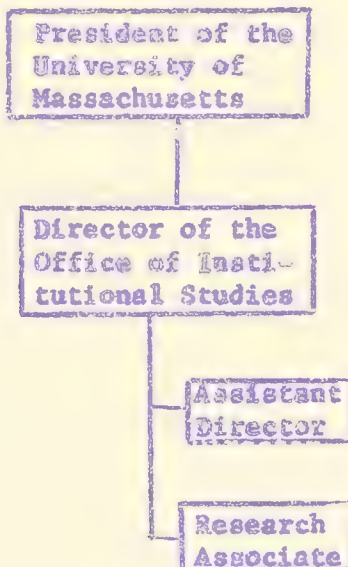 President of the
University of
Massachusetts
Director of the
Office of Insti-
tutional Studies
Assistant
Director
Research
Associate